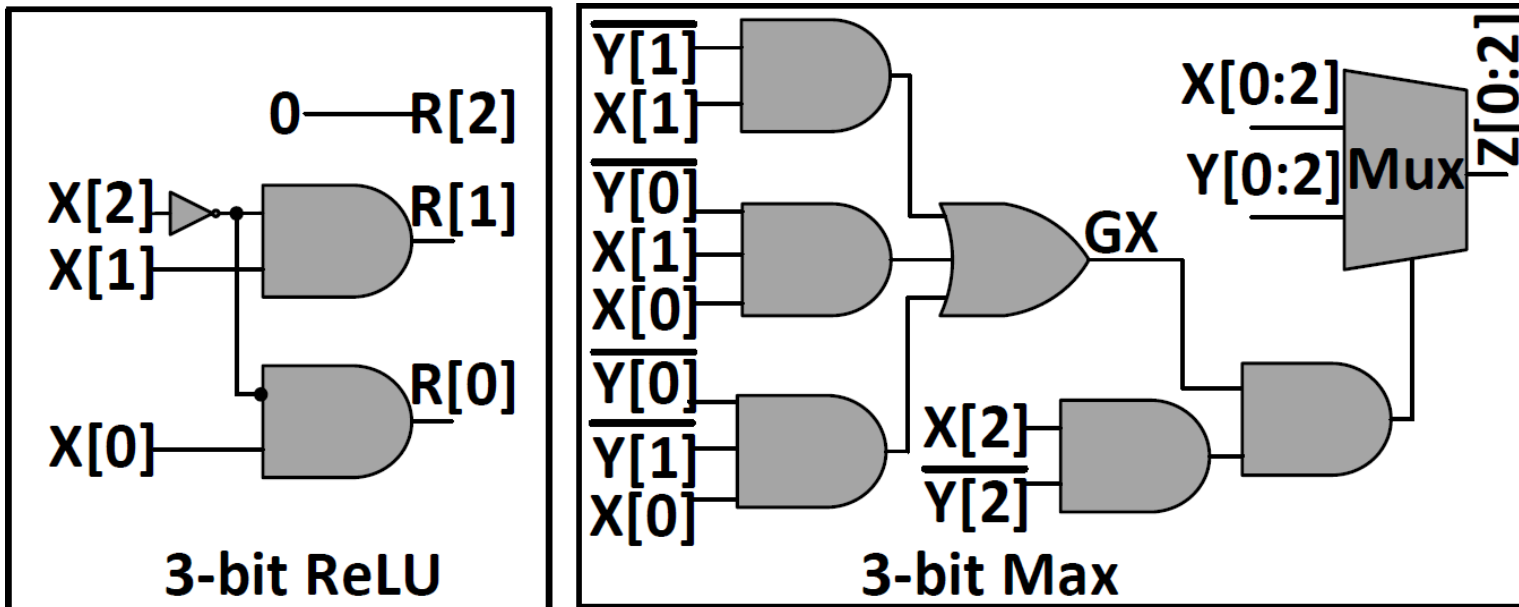 0 R[2]
X[2] R[1]
X[1]
R[0]
X[0]
3-bit ReLU
Y̅[̅1̅]̅
X[1]
Y̅[̅0̅]̅
X[1]
X[0]
Y̅[̅0̅]̅
Y̅[̅1̅]̅
X[0]
GX
X[2]
Y̅[̅2̅]̅
X[0:2]
Y[0:2] Mux
Z[0:2]
3-bit Max